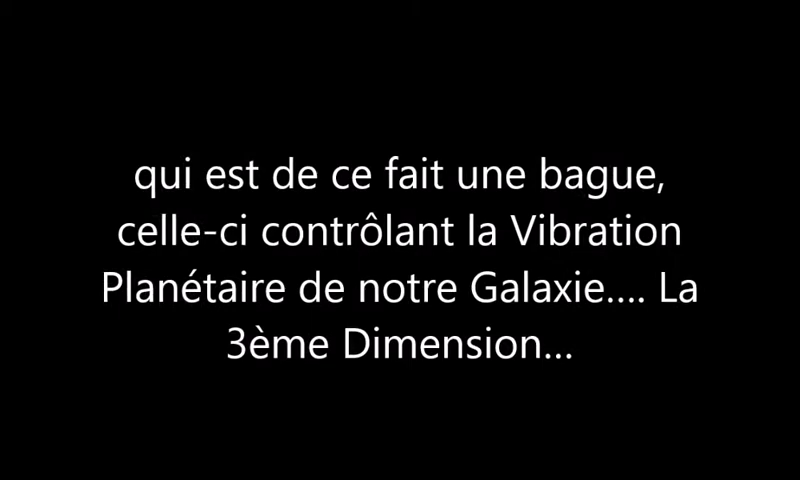 qui est de ce fait une bague,
celle-ci contrôlant la Vibration
Planétaire de notre Galaxie.... La
3ème Dimension...